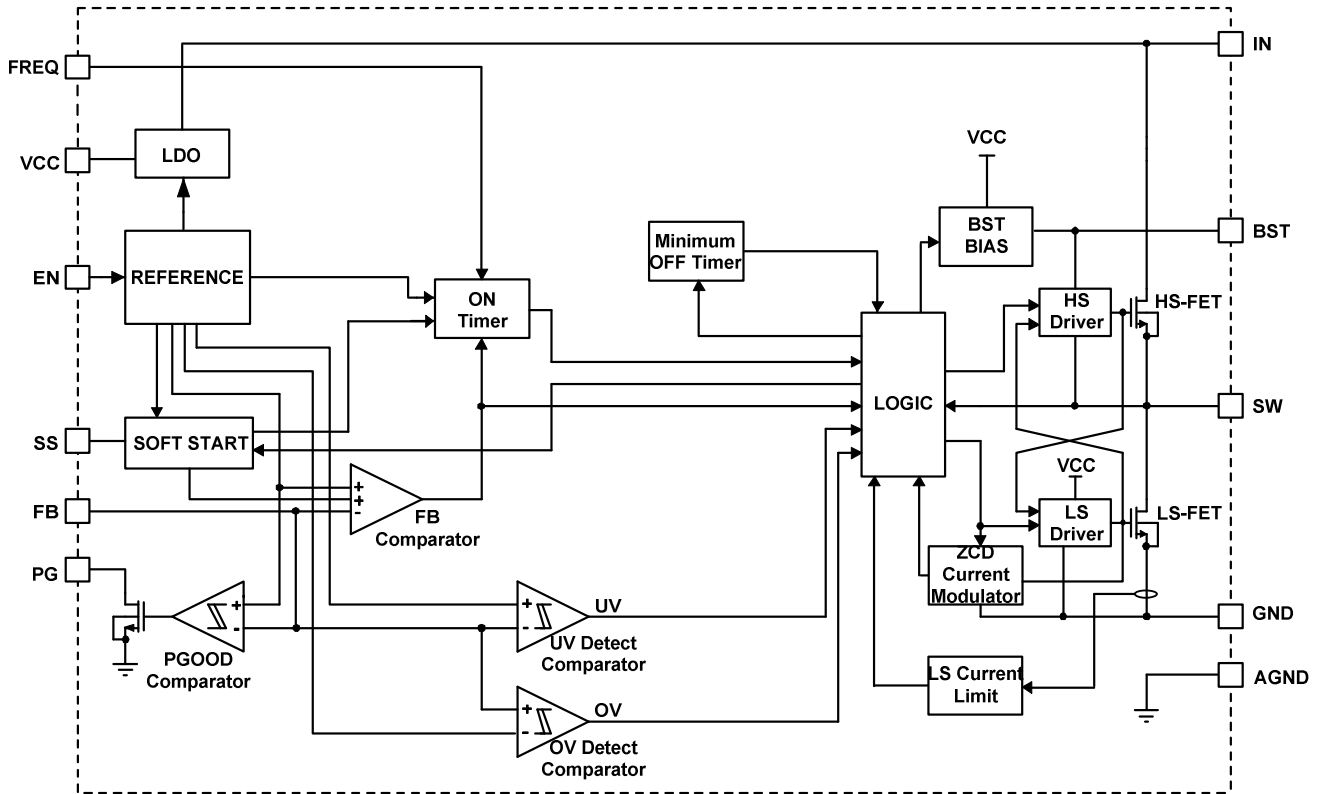 IN
FREQ
VCC
LDO
VCC
BST
BIAS
BST
Minimum
OFF Timer
EN
REFERENCE
ON
Timer
HS
Driver
HS-FET
LOGIC
SW
SS
SOFT START
+
+
-
FB
Comparator
FB
VCC
LS
Driver
LS-FET
ZCD
Current
Modulator
PG
+
-
PGOOD
Comparator
+
-
UV
UV Detect
Comparator
GND
LS Current
Limit
AGND
+
-
OV
OV Detect
Comparator